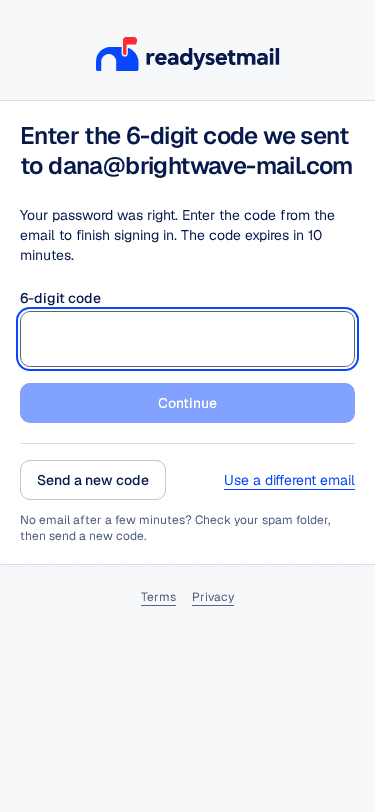 readysetmail
Enter the 6-digit code we sent
to dana@brightwave-mail.com
Your password was right. Enter the code from the
email to finish signing in. The code expires in 10
minutes.
6-digit code
Continue
Send a new code
Use a different email
No email after a few minutes? Check your spam folder,
then send a new code.
Terms
Privacy